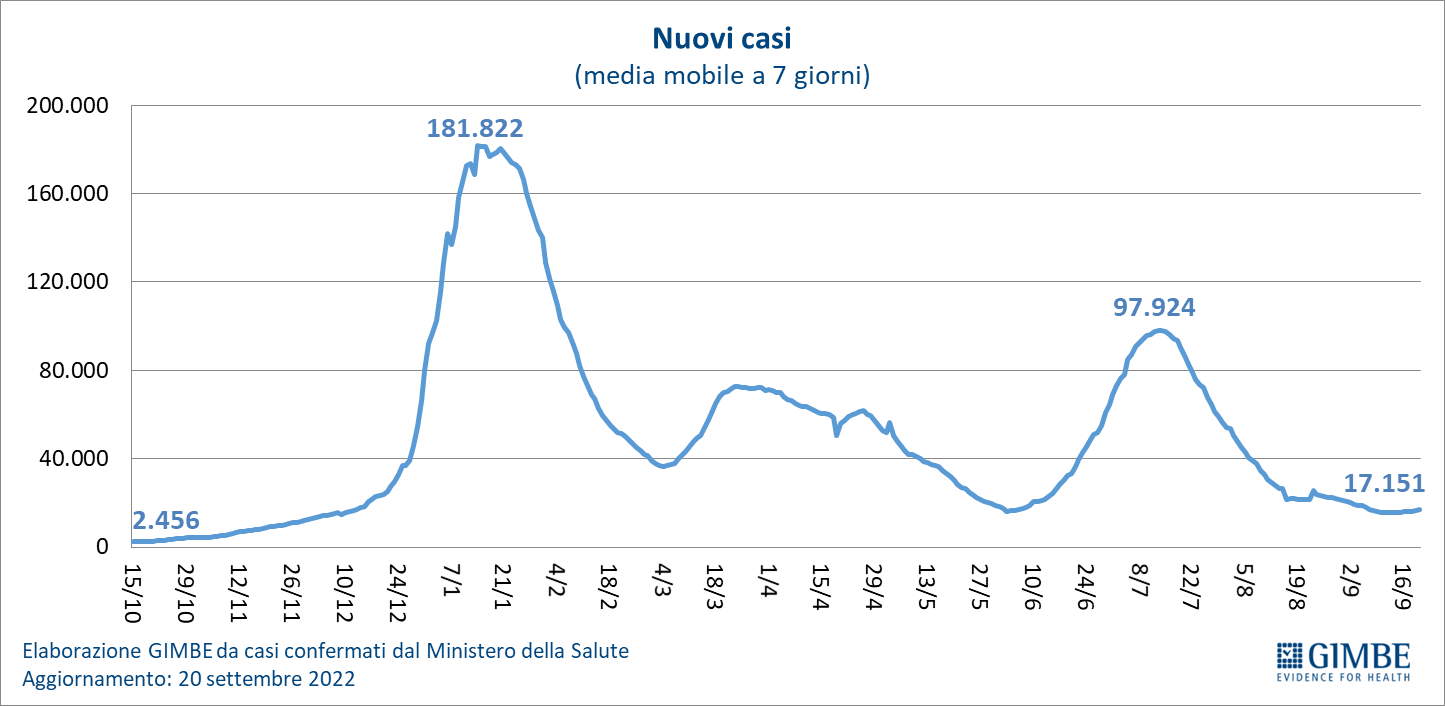 Nuovi casi
(media mobile a 7 giorni)
200.000
181.822
160.000
120.000
97.924
80.000
40.000
17.151
2.456
0
15/10 29/10 12/11 26/11 10/12 24/12 7/1 21/1 4/2 18/2 4/3 18/3 1/4 15/4 29/4 13/5 27/5 10/6 24/6 8/7 22/7 5/8 19/8 2/9 16/9
Elaborazione GIMBE da casi confermati dal Ministero della Salute
Aggiornamento: 20 settembre 2022
GIMBE
EVIDENCE FOR HEALTH